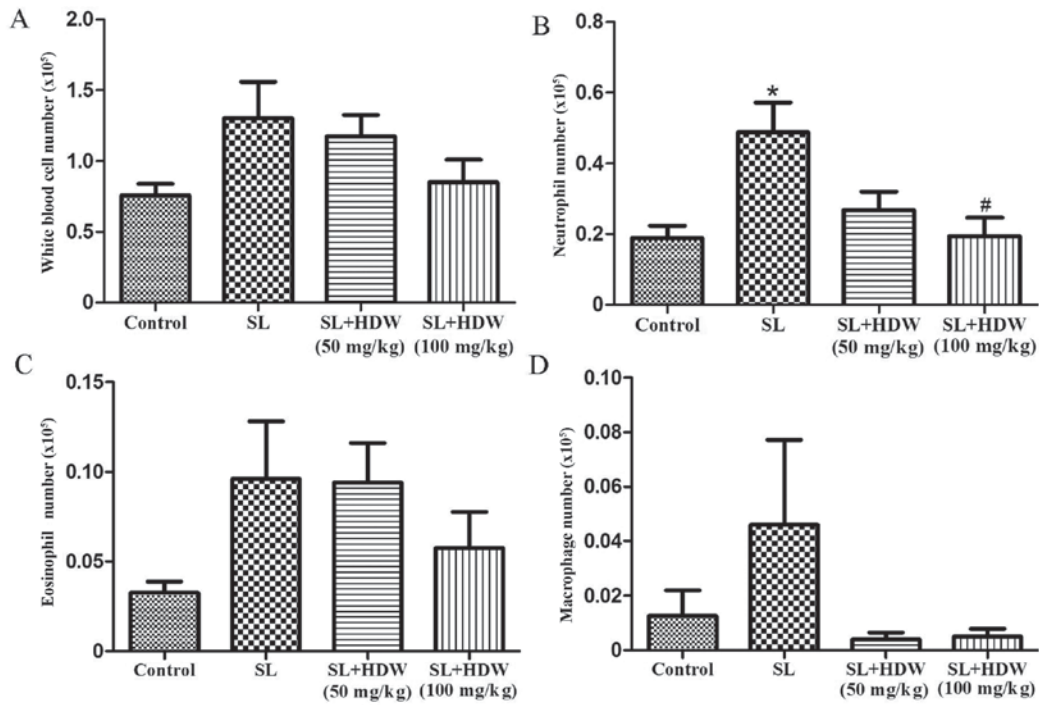 A
White blood cell number (x10⁵)
2.0
1.5
1.0
0.5
0
Control
SL
SL+HDW
(50 mg/kg)
SL+HDW
(100 mg/kg)
B
Neutrophil number (x10⁵)
0.8
0.6
0.4
0.2
0
*
#
Control
SL
SL+HDW
(50 mg/kg)
SL+HDW
(100 mg/kg)
C
Eosinophil number (x10⁵)
0.15
0.10
0.05
0
Control
SL
SL+HDW
(50 mg/kg)
SL+HDW
(100 mg/kg)
D
Macrophage number (x10⁵)
0.10
0.08
0.06
0.04
0.02
0
Control
SL
SL+HDW
(50 mg/kg)
SL+HDW
(100 mg/kg)